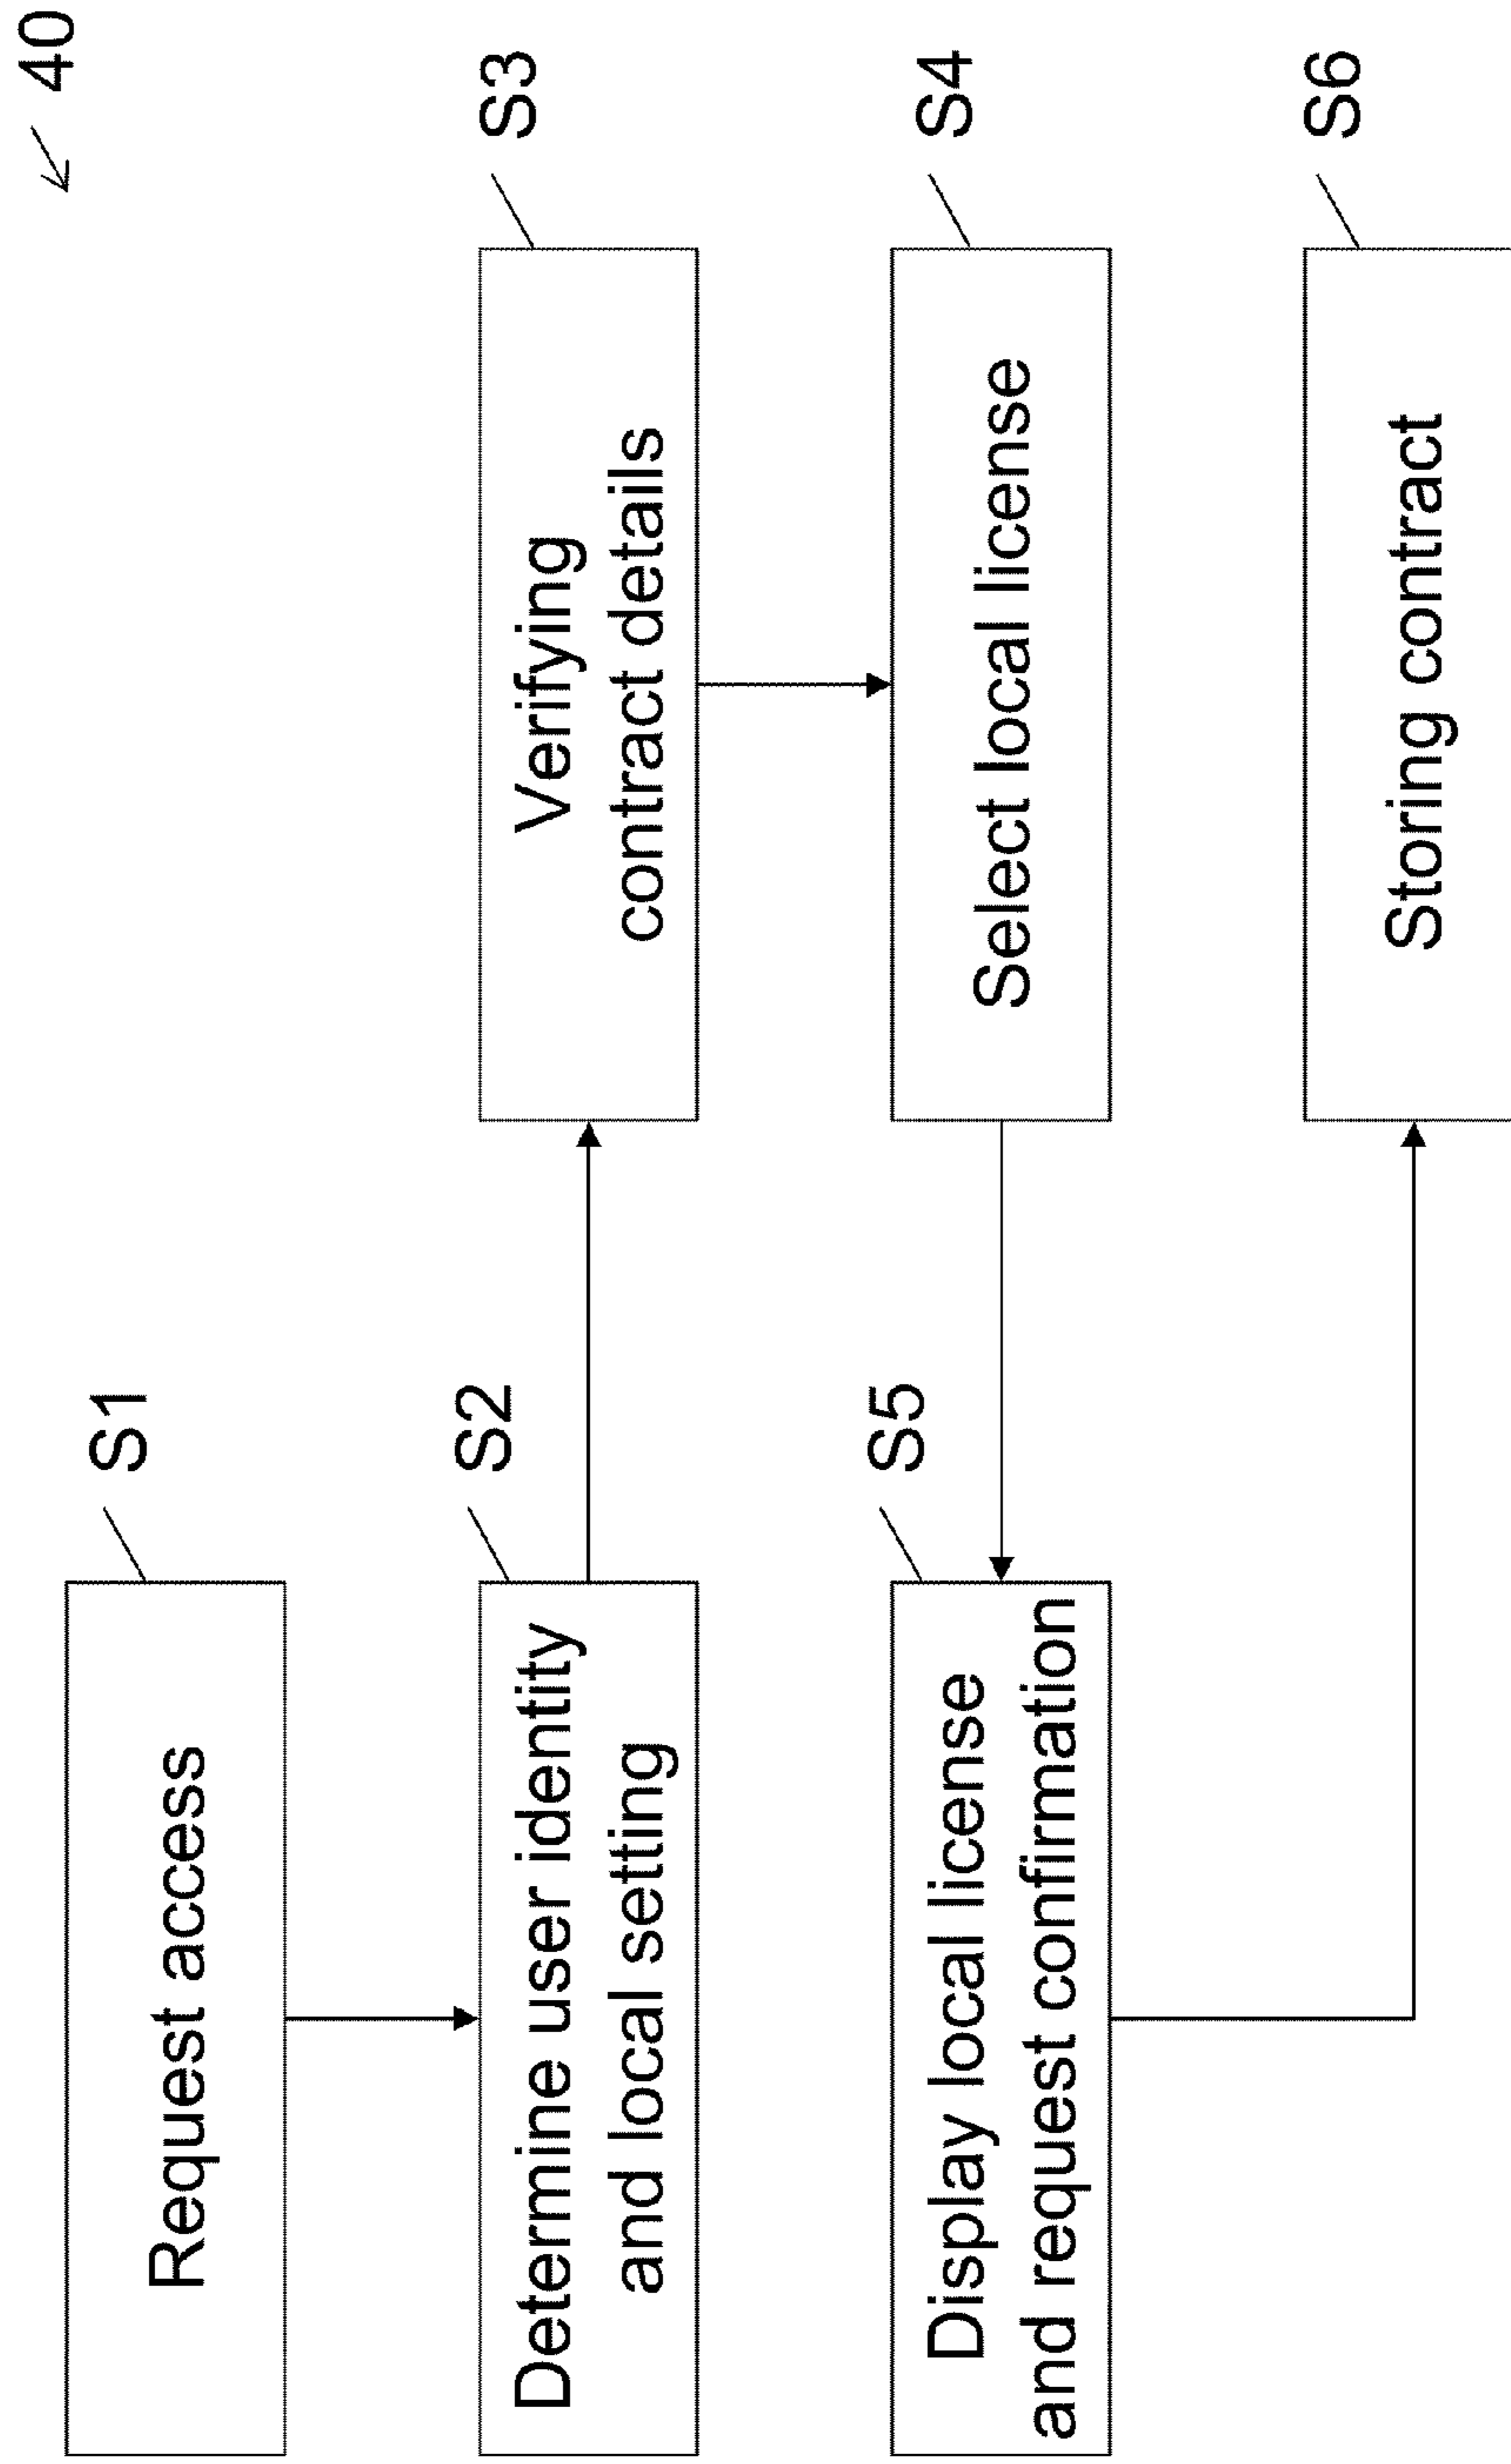 40
S1
Request access
S2
Determine user identity
and local setting
S3
Verifying
contract details
S4
Select local license
S5
Display local license
and request confirmation
S6
Storing contract